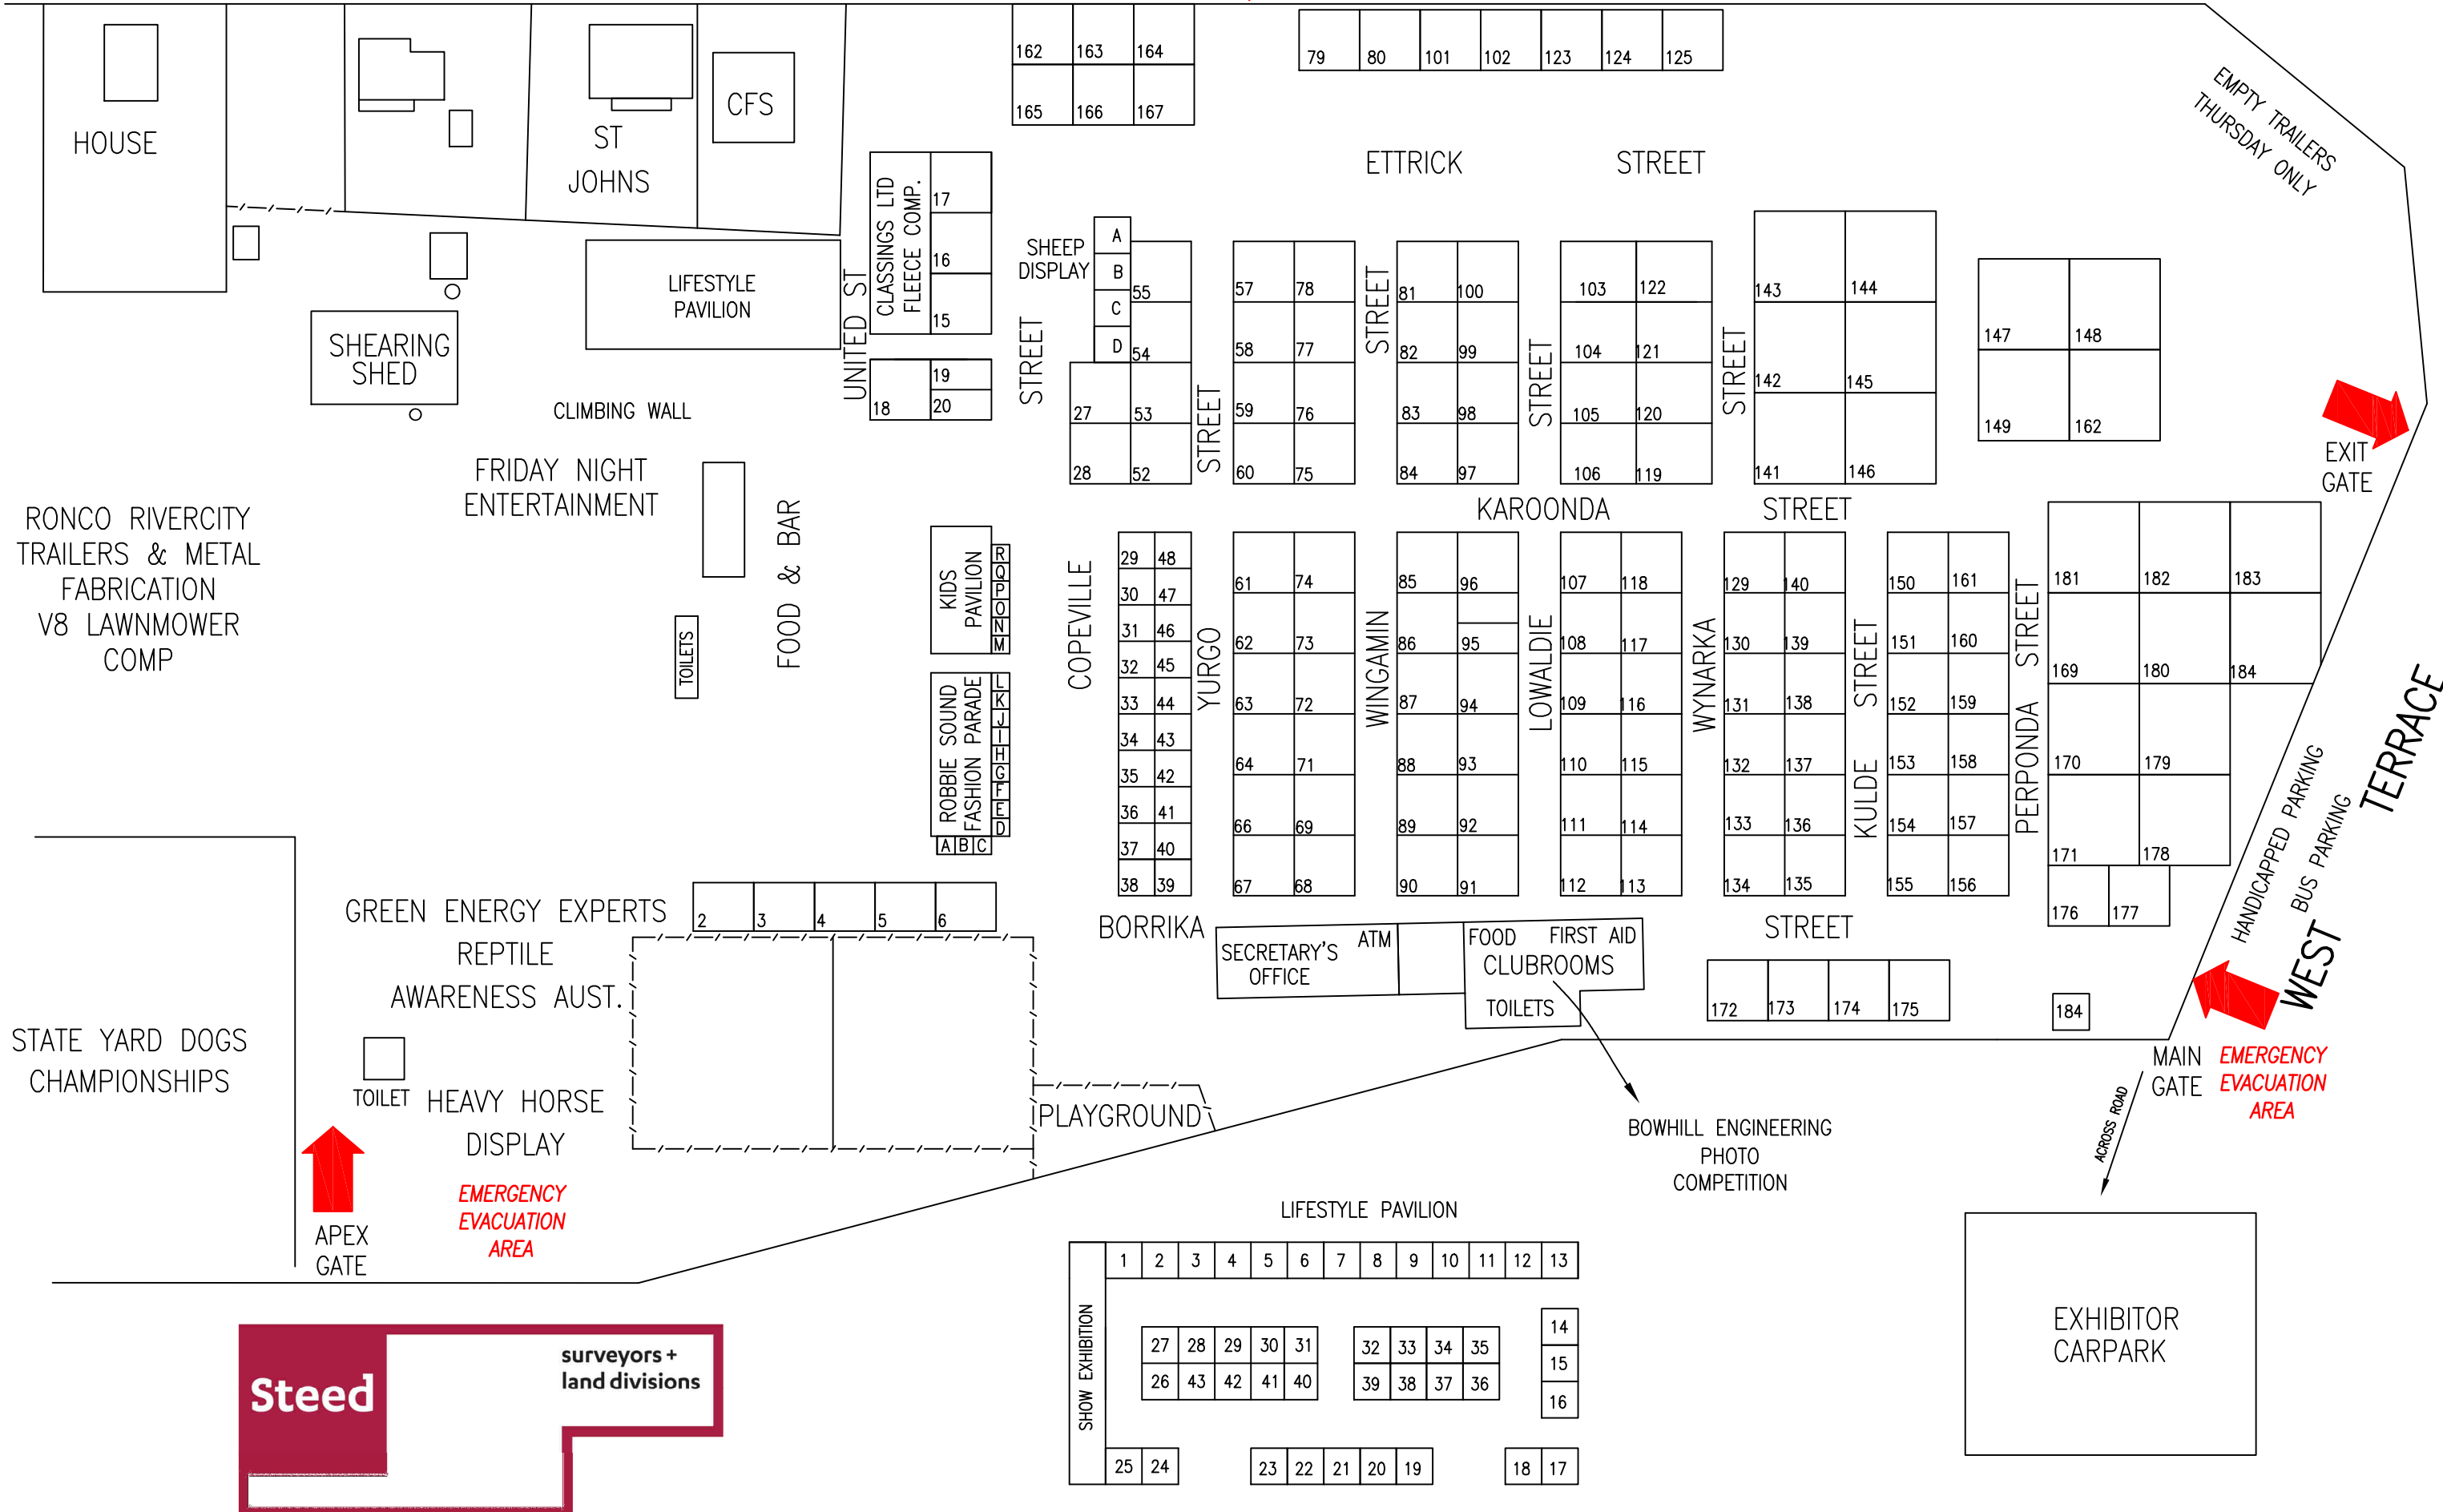 162 163 164
165 166 167
79 80 101 102 123 124 125
EMPTY TRAILERS
THURSDAY ONLY
HOUSE
ST
JOHNS
CFS
ETTRICK STREET
CLASSINGS LTD
FLEECE COMP.
17
16
15
18
19
20
UNITED ST
LIFESTYLE
PAVILION
SHEARING
SHED
CLIMBING WALL
FRIDAY NIGHT
ENTERTAINMENT
RONCO RIVERCITY
TRAILERS & METAL
FABRICATION
V8 LAWNMOWER
COMP
TOILETS
FOOD & BAR
SHEEP
DISPLAY
A
B
C
D
55
54
27 53
28 52
COPEVILLE STREET
57 78
58 77
59 76
60 75
YURGO STREET
81 100
82 99
83 98
84 97
WINGAMIN STREET
103 122
104 121
105 120
106 119
LOWALDIE STREET
143 144
142 145
141 146
WYNARKA STREET
147 148
149 162
EXIT
GATE
KAROONDA STREET
KIDS
PAVILION
R
Q
P
O
N
M
ROBBIE SOUND
FASHION PARADE
L
K
J
I
H
G
F
E
D
A B C
29 48
30 47
31 46
32 45
33 44
34 43
35 42
36 41
37 40
38 39
61 74
62 73
63 72
64 71
66 69
67 68
85 96
86 95
87 94
88 93
89 92
90 91
107 118
108 117
109 116
110 115
111 114
112 113
129 140
130 139
131 138
132 137
133 136
134 135
KULDE STREET
150 161
151 160
152 159
153 158
154 157
155 156
PERPONDA STREET
181 182 183
169 180 184
170 179
171 178
176 177
HANDICAPPED PARKING
BUS PARKING
WEST TERRACE
GREEN ENERGY EXPERTS
2 3 4 5 6
REPTILE
AWARENESS AUST.
STATE YARD DOGS
CHAMPIONSHIPS
TOILET
HEAVY HORSE
DISPLAY
EMERGENCY
EVACUATION
AREA
APEX
GATE
PLAYGROUND
BORRIKA STREET
SECRETARY'S
OFFICE
ATM
FOOD FIRST AID
CLUBROOMS
TOILETS
172 173 174 175
184
MAIN
GATE
EMERGENCY
EVACUATION
AREA
ACROSS ROAD
BOWHILL ENGINEERING
PHOTO
COMPETITION
LIFESTYLE PAVILION
SHOW EXHIBITION
1 2 3 4 5 6 7 8 9 10 11 12 13
14
15
16
27 28 29 30 31 32 33 34 35
26 43 42 41 40 39 38 37 36
25 24 23 22 21 20 19 18 17
EXHIBITOR
CARPARK
Steed
surveyors +
land divisions